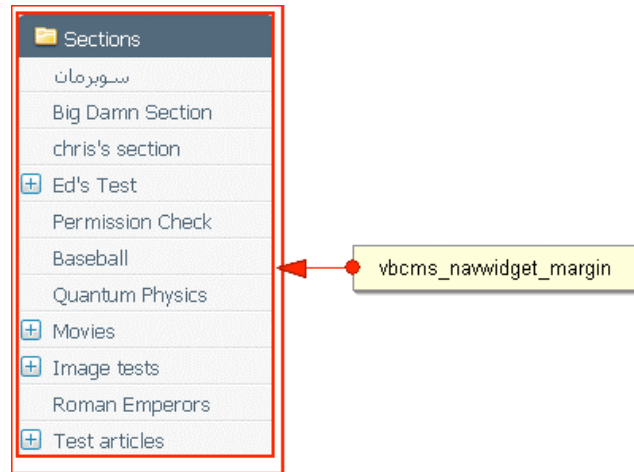 Sections
سوبرمان
Big Damn Section
chris's section
Ed's Test
Permission Check
Baseball
Quantum Physics
Movies
Image tests
Roman Emperors
Test articles
vbcms_navwidget_margin